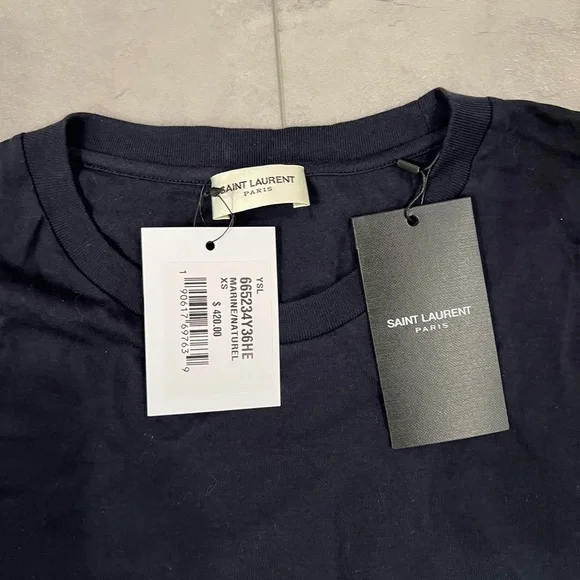 SAINT LAURENT
PARIS
YSL
665234Y36HE
MARINE/NATUREL
XS
$ 420.00
1 90617 69763 9
SAINT LAURENT
PARIS